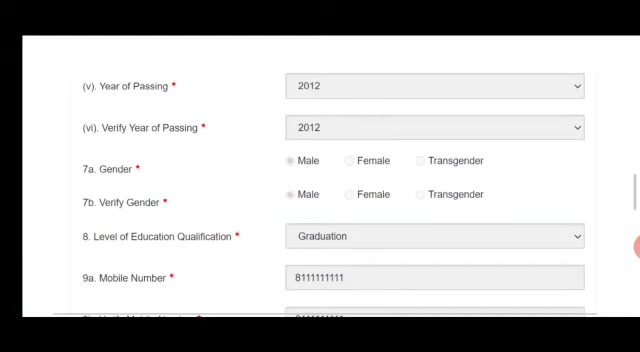 (v). Year of Passing * 2012
(vi). Verify Year of Passing * 2012
7a. Gender * Male Female Transgender
7b. Verify Gender * Male Female Transgender
8. Level of Education Qualification * Graduation
9a. Mobile Number * 8111111111